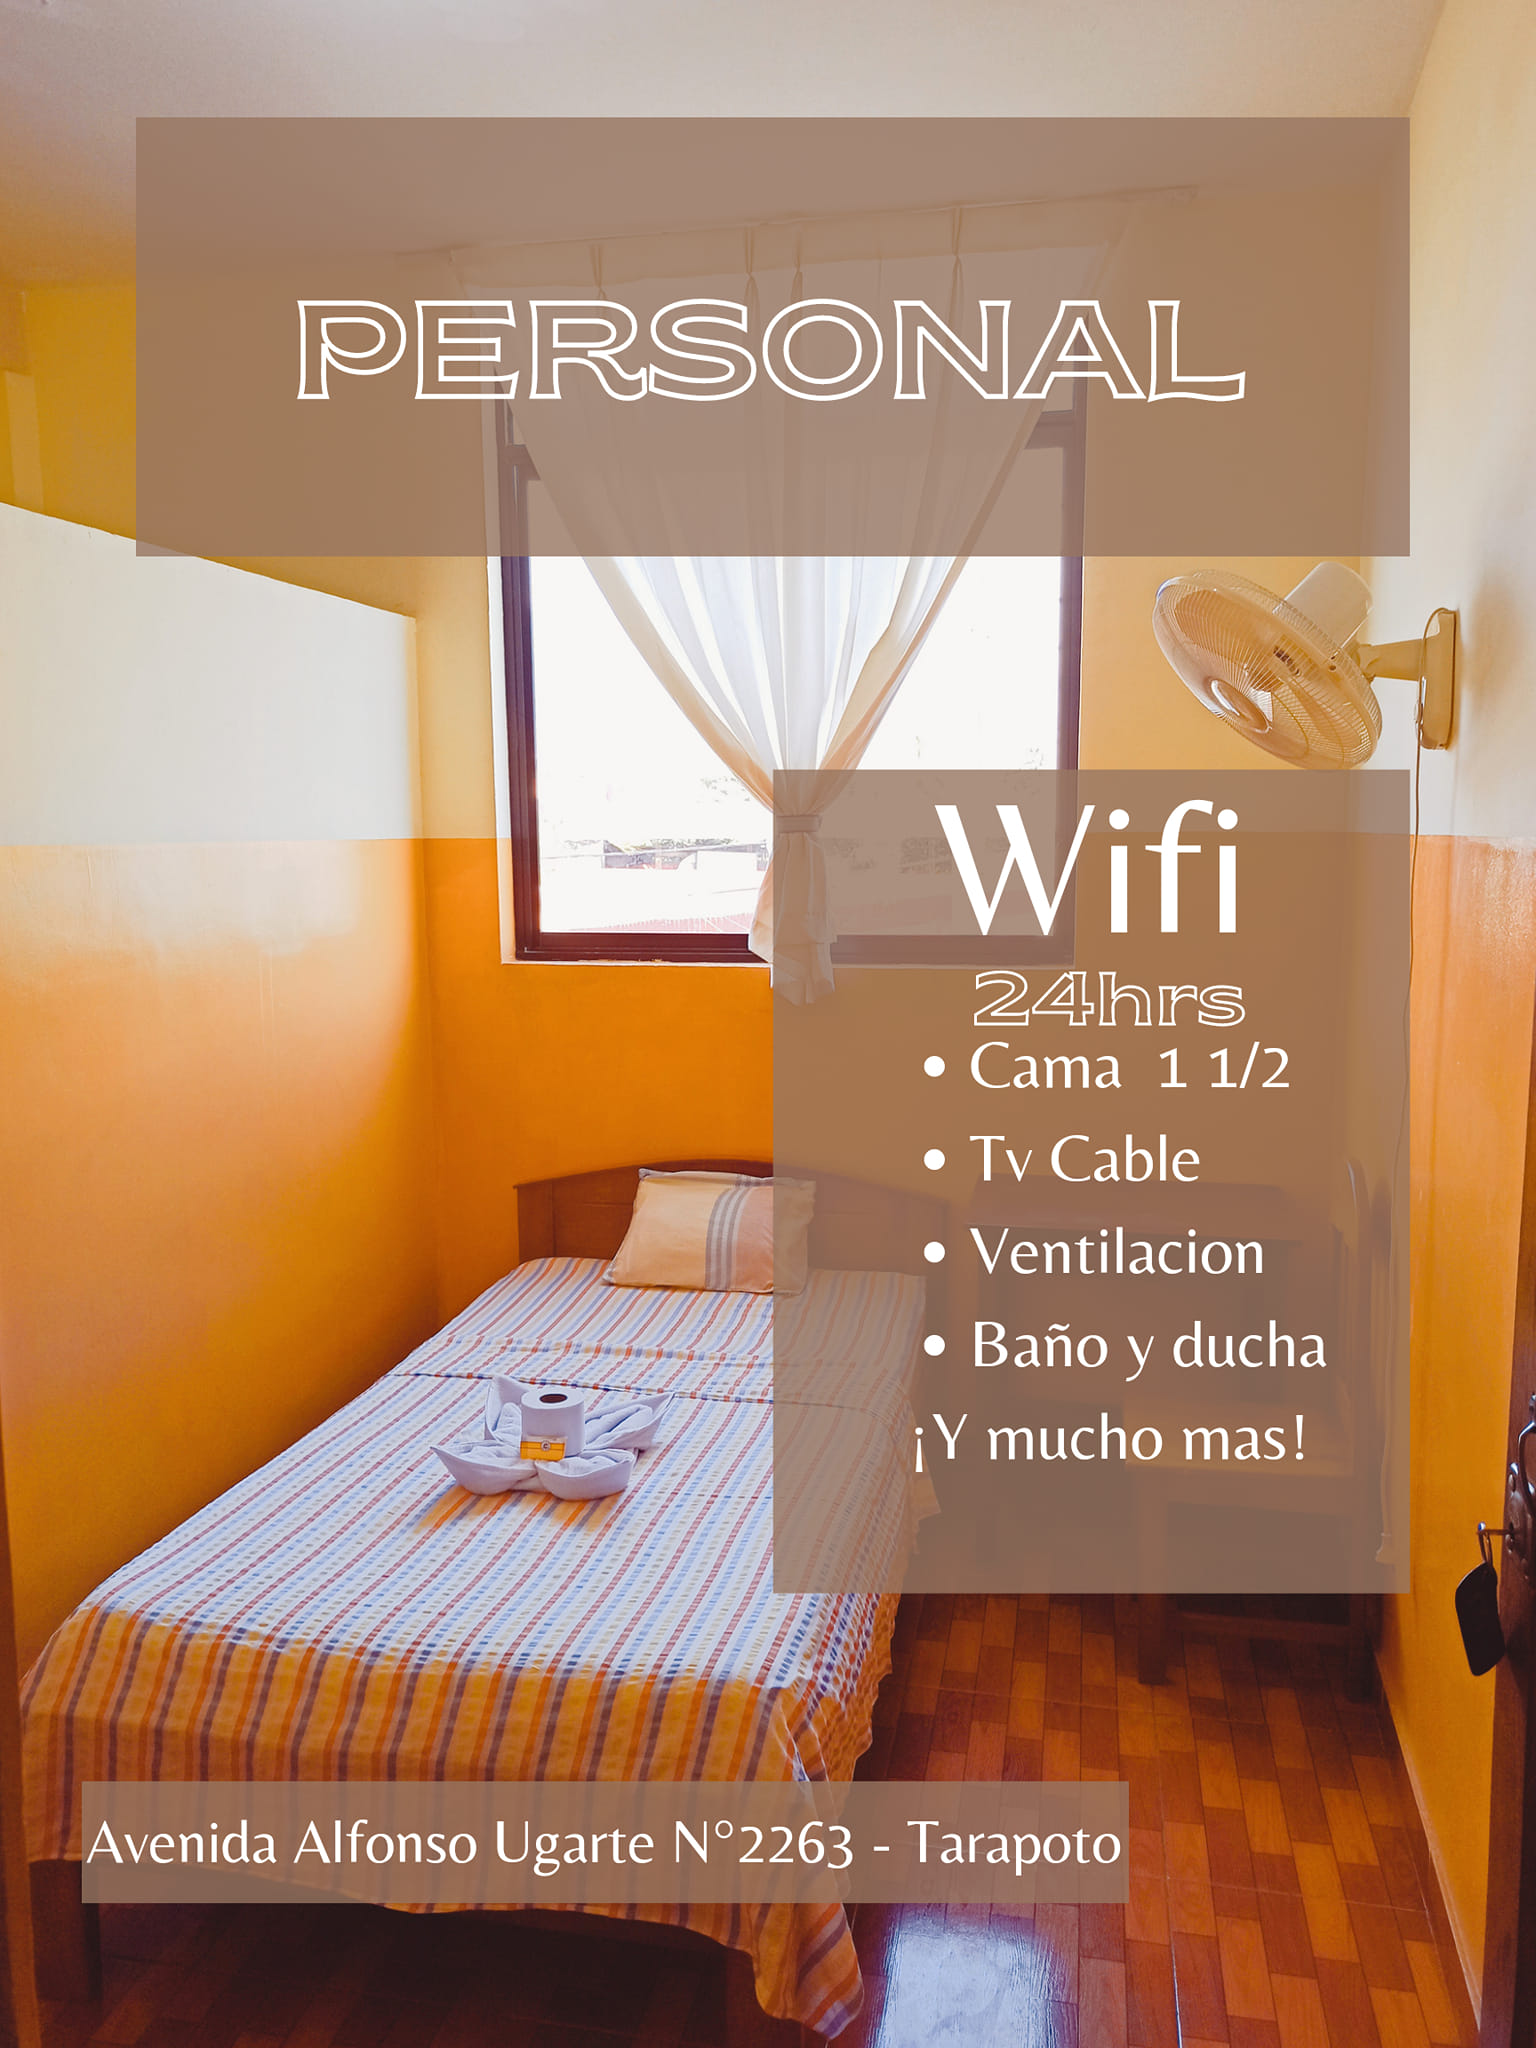 PERSONAL
Wifi
24hrs
• Cama 1 1/2
• Tv Cable
• Ventilacion
• Baño y ducha
¡Y mucho mas!
Avenida Alfonso Ugarte N°2263 - Tarapoto